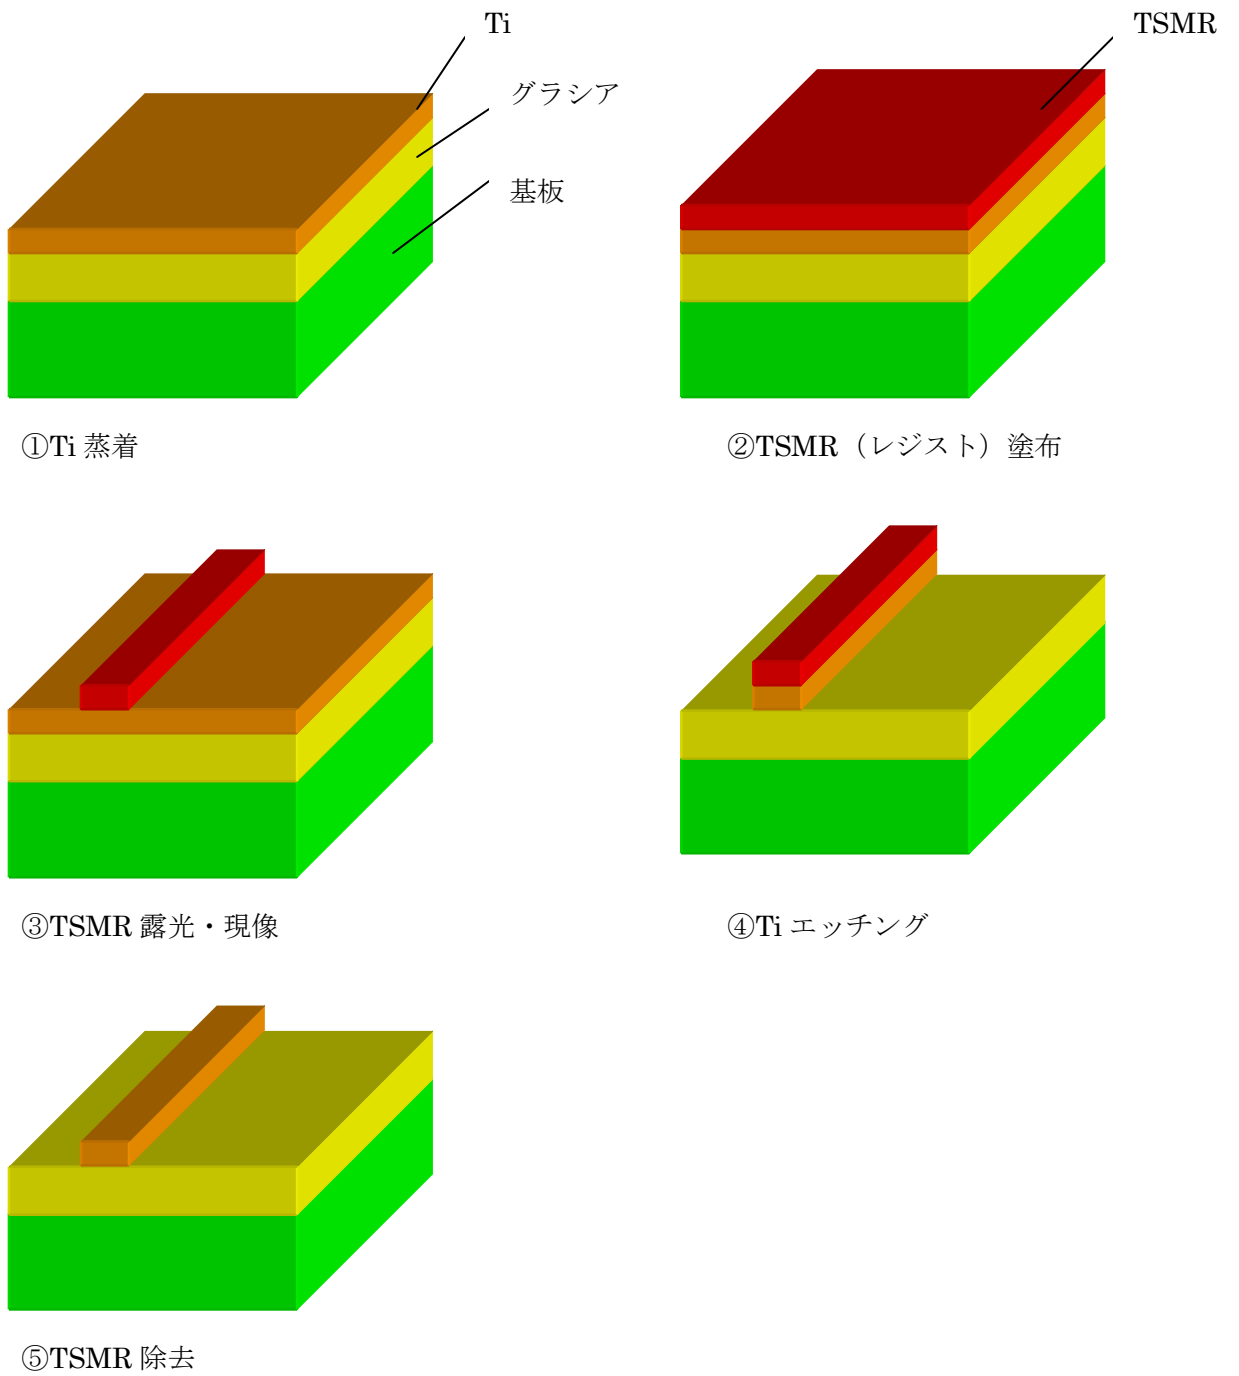 Ti
グラシア
基板
TSMR
①Ti 蒸着
②TSMR（レジスト）塗布
③TSMR 露光・現像
④Ti エッチング
⑤TSMR 除去